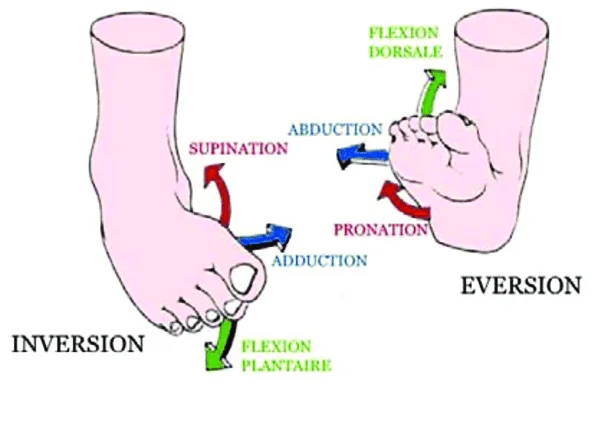 FLEXION
DORSALE
ABDUCTION
SUPINATION
PRONATION
ADDUCTION
EVERSION
INVERSION
FLEXION
PLANTAIRE